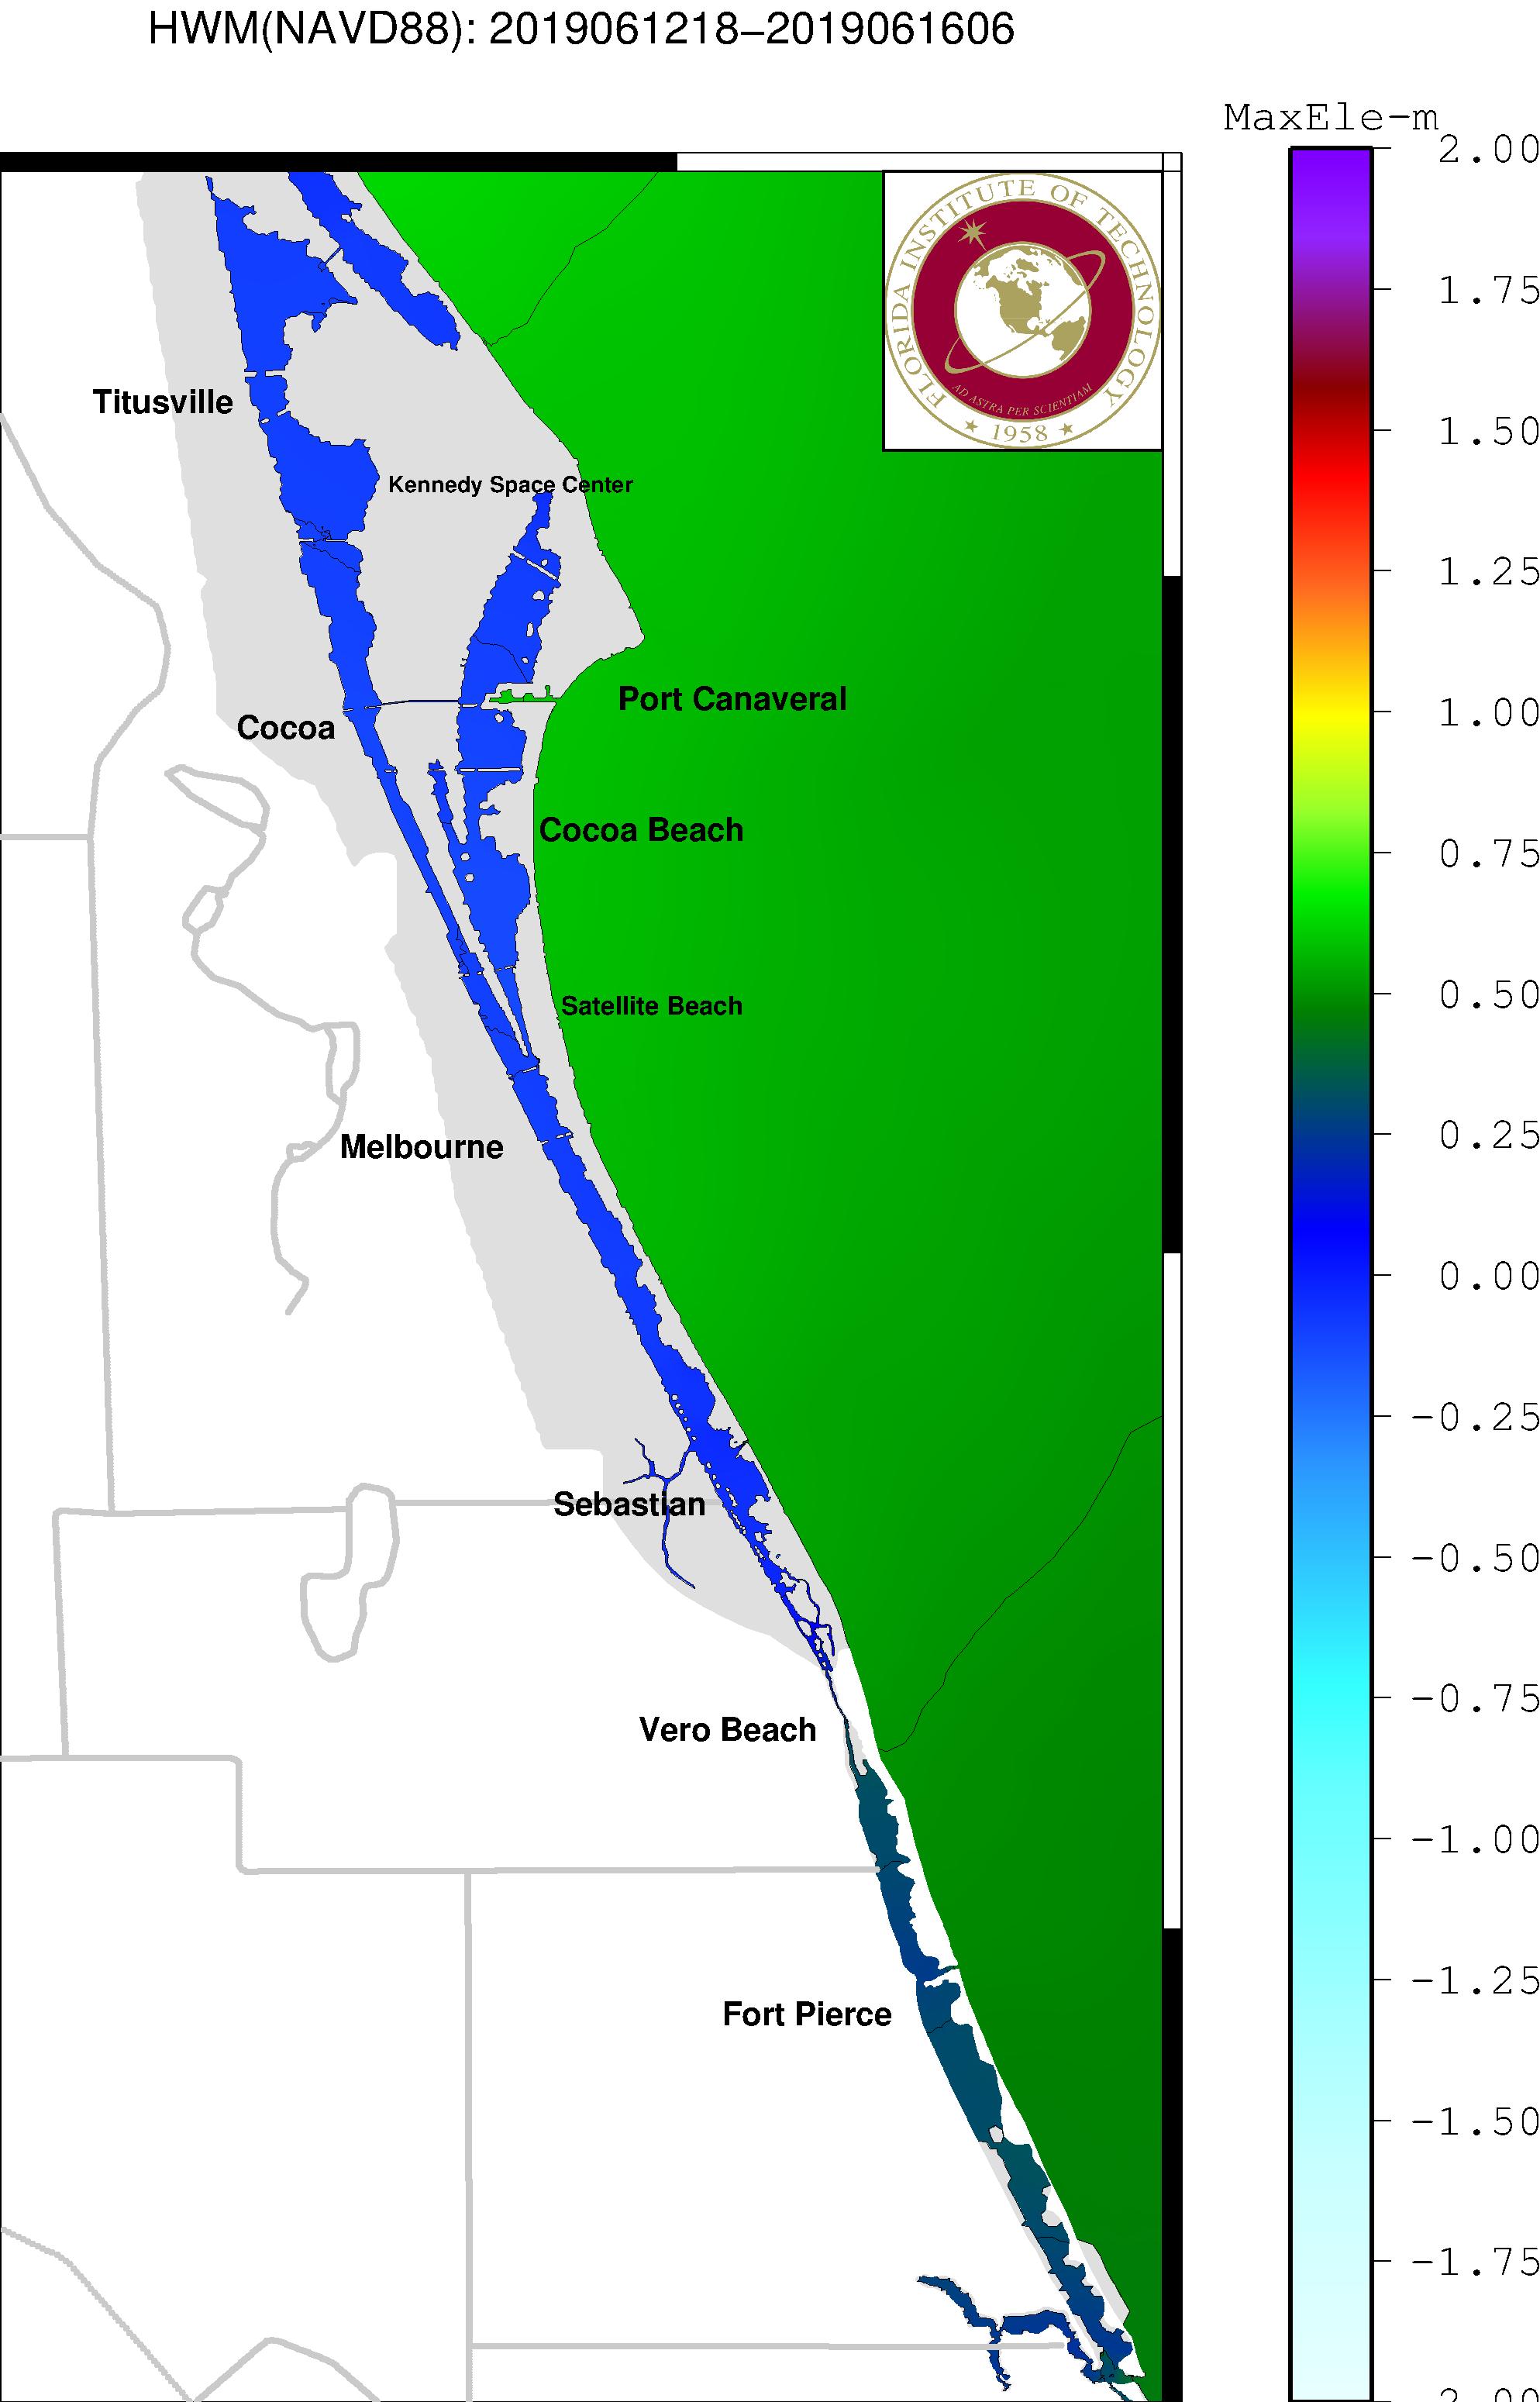 HWM(NAVD88): 2019061218−2019061606
MaxEle-m
2.00
FLORIDA INSTITUTE OF TECHNOLOGY
AD ASTRA PER SCIENTIAM
★ 1958 ★
1.75
Titusville
1.50
Kennedy Space Center
1.25
Port Canaveral
1.00
Cocoa
Cocoa Beach
0.75
Satellite Beach
0.50
Melbourne
0.25
0.00
-0.25
Sebastian
-0.50
-0.75
Vero Beach
-1.00
-1.25
Fort Pierce
-1.50
-1.75